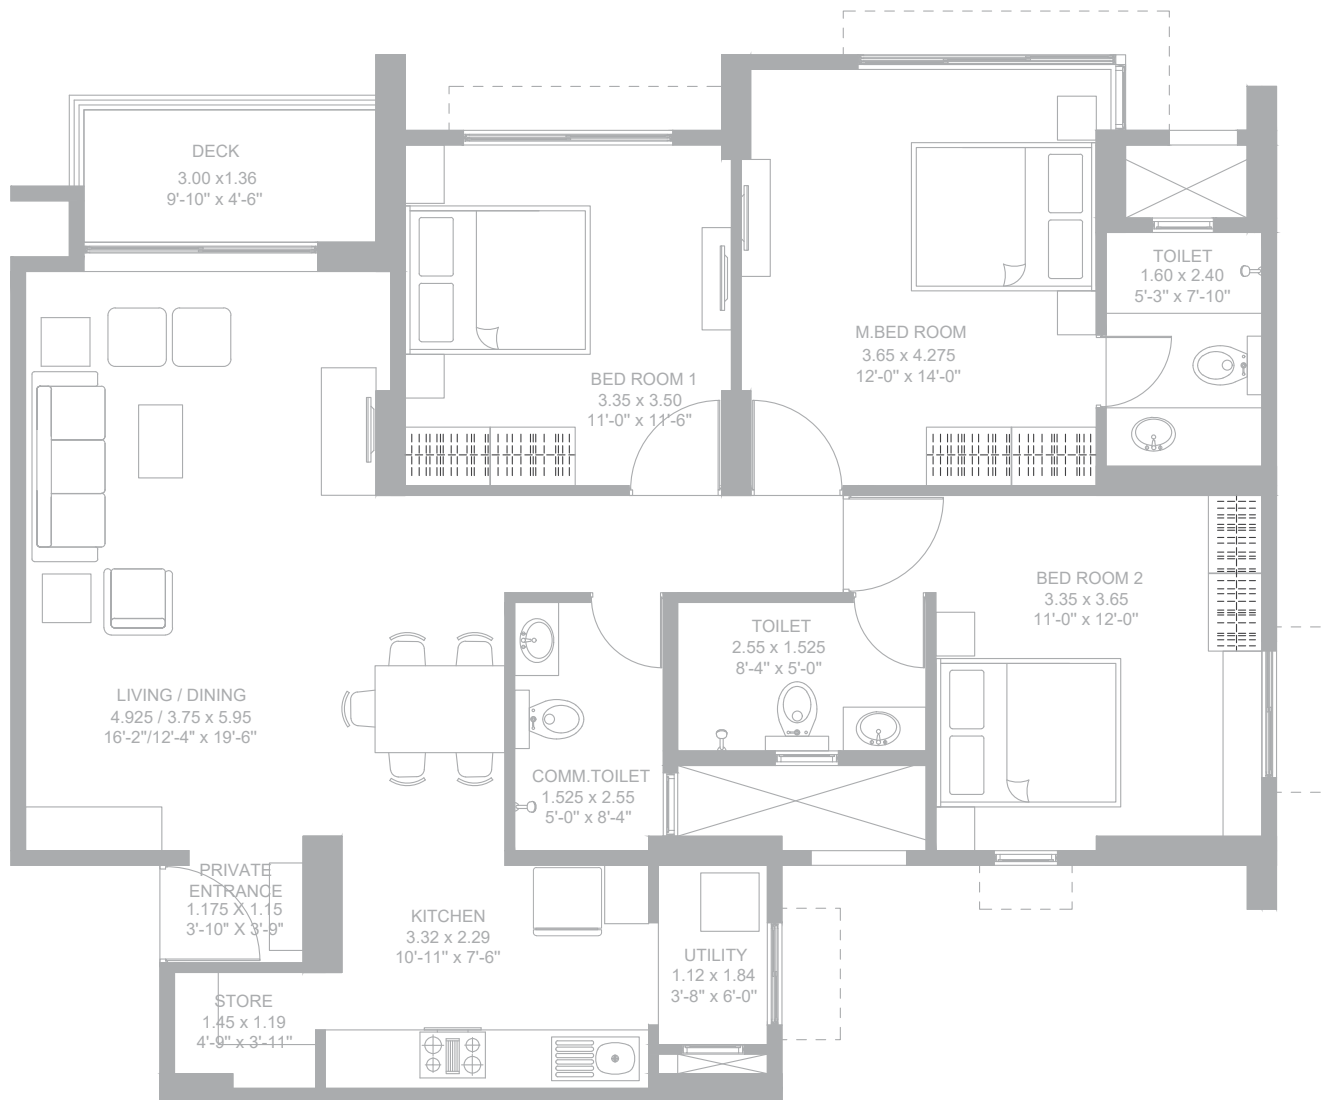 DECK
3.00 x1.36
9'-10" x 4'-6"
TOILET
1.60 x 2.40
5'-3" x 7'-10"
M.BED ROOM
3.65 x 4.275
12'-0" x 14'-0"
BED ROOM 1
3.35 x 3.50
11'-0" x 11'-6"
BED ROOM 2
3.35 x 3.65
11'-0" x 12'-0"
TOILET
2.55 x 1.525
8'-4" x 5'-0"
LIVING / DINING
4.925 / 3.75 x 5.95
16'-2"/12'-4" x 19'-6"
COMM.TOILET
1.525 x 2.55
5'-0" x 8'-4"
PRIVATE
ENTRANCE
1.175 X 1.15
3'-10" X 3'-9"
KITCHEN
3.32 x 2.29
10'-11" x 7'-6"
UTILITY
1.12 x 1.84
3'-8" x 6'-0"
STORE
1.45 x 1.19
4'-9" x 3'-11"